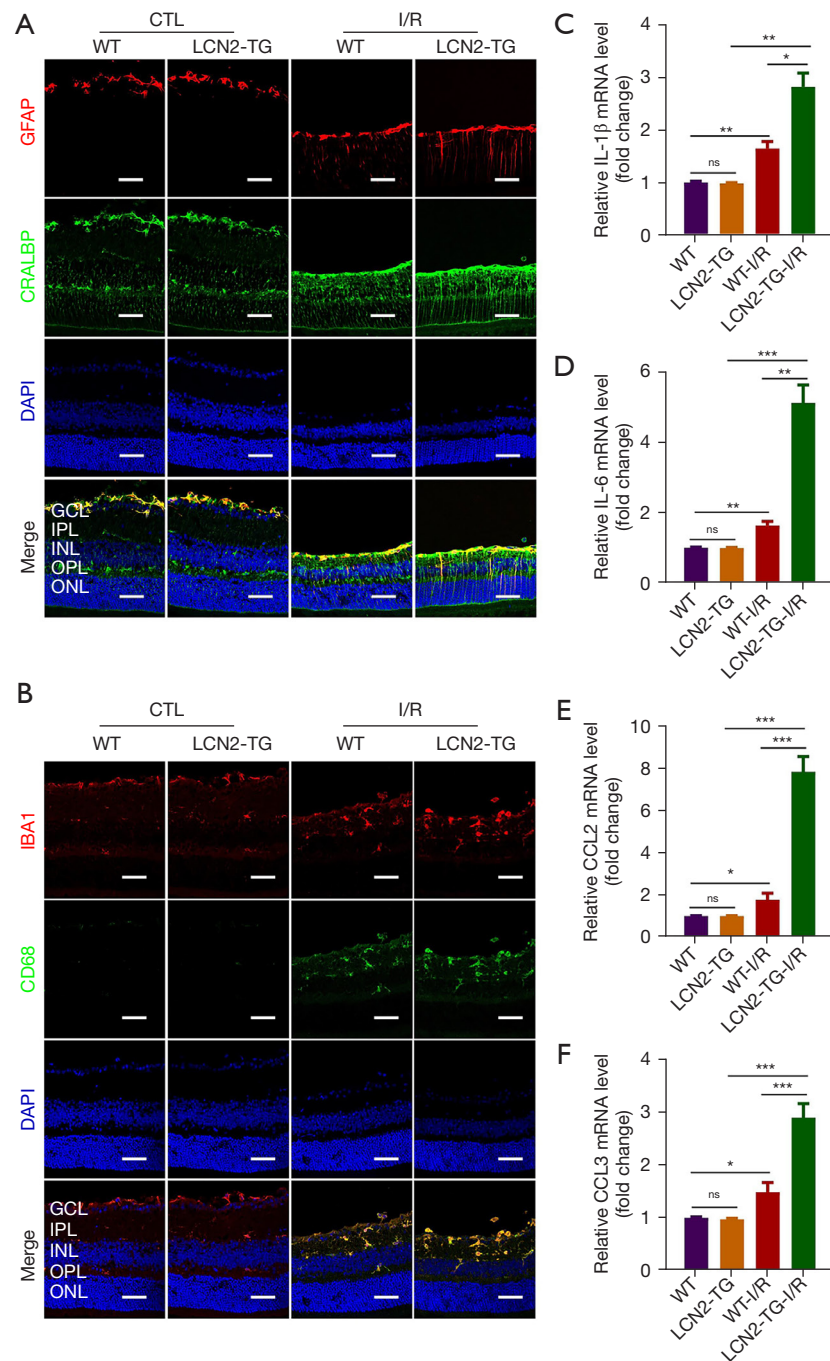 A
CTL
I/R
WT
LCN2-TG
WT
LCN2-TG
GFAP
CRALBP
DAPI
Merge
GCL
IPL
INL
OPL
ONL
B
CTL
I/R
WT
LCN2-TG
WT
LCN2-TG
IBA1
CD68
DAPI
Merge
GCL
IPL
INL
OPL
ONL
C
Relative IL-1β mRNA level
(fold change)
4
3
2
1
0
**
*
**
ns
WT
LCN2-TG
WT-I/R
LCN2-TG-I/R
D
Relative IL-6 mRNA level
(fold change)
6
4
2
1
0
***
**
**
ns
WT
LCN2-TG
WT-I/R
LCN2-TG-I/R
E
Relative CCL2 mRNA level
(fold change)
10
8
6
4
2
1
0
***
***
*
ns
WT
LCN2-TG
WT-I/R
LCN2-TG-I/R
F
Relative CCL3 mRNA level
(fold change)
4
3
2
1
0
***
***
*
ns
WT
LCN2-TG
WT-I/R
LCN2-TG-I/R